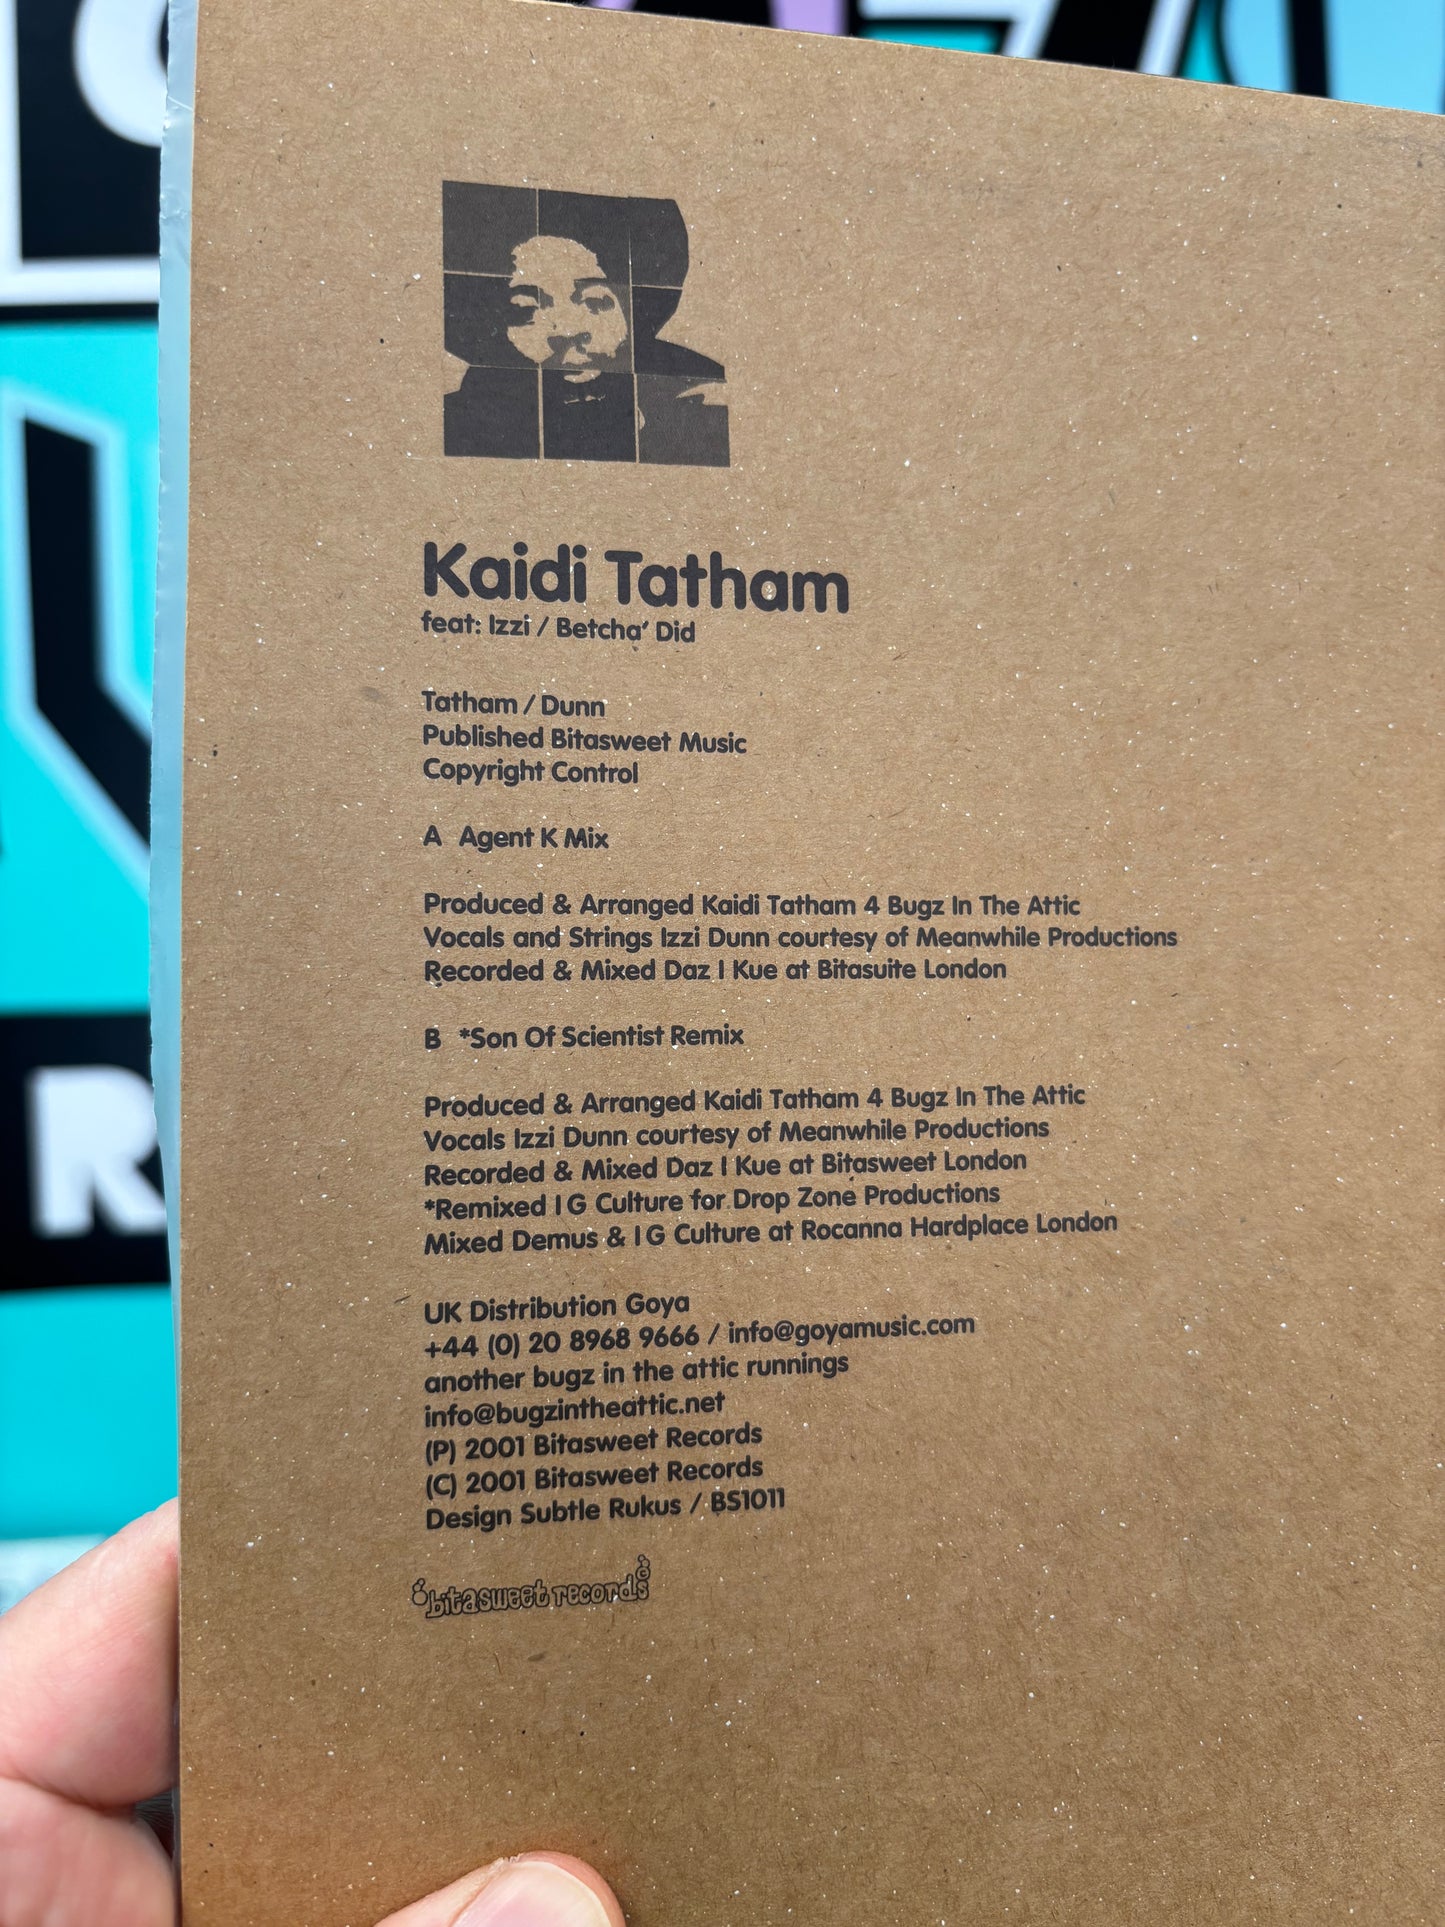 Kaidi Tatham
feat: Izzi / Betcha' Did
Tatham / Dunn
Published Bitasweet Music
Copyright Control
A Agent K Mix
Produced & Arranged Kaidi Tatham 4 Bugz In The Attic
Vocals and Strings Izzi Dunn courtesy of Meanwhile Productions
Recorded & Mixed Daz I Kue at Bitasuite London
B *Son Of Scientist Remix
Produced & Arranged Kaidi Tatham 4 Bugz In The Attic
Vocals Izzi Dunn courtesy of Meanwhile Productions
Recorded & Mixed Daz I Kue at Bitasweet London
*Remixed I G Culture for Drop Zone Productions
Mixed Demus & I G Culture at Rocanna Hardplace London
UK Distribution Goya
+44 (0) 20 8968 9666 / info@goyamusic.com
another bugz in the attic runnings
info@bugzintheattic.net
(P) 2001 Bitasweet Records
(C) 2001 Bitasweet Records
Design Subtle Rukus / BS1011
bitasweet records